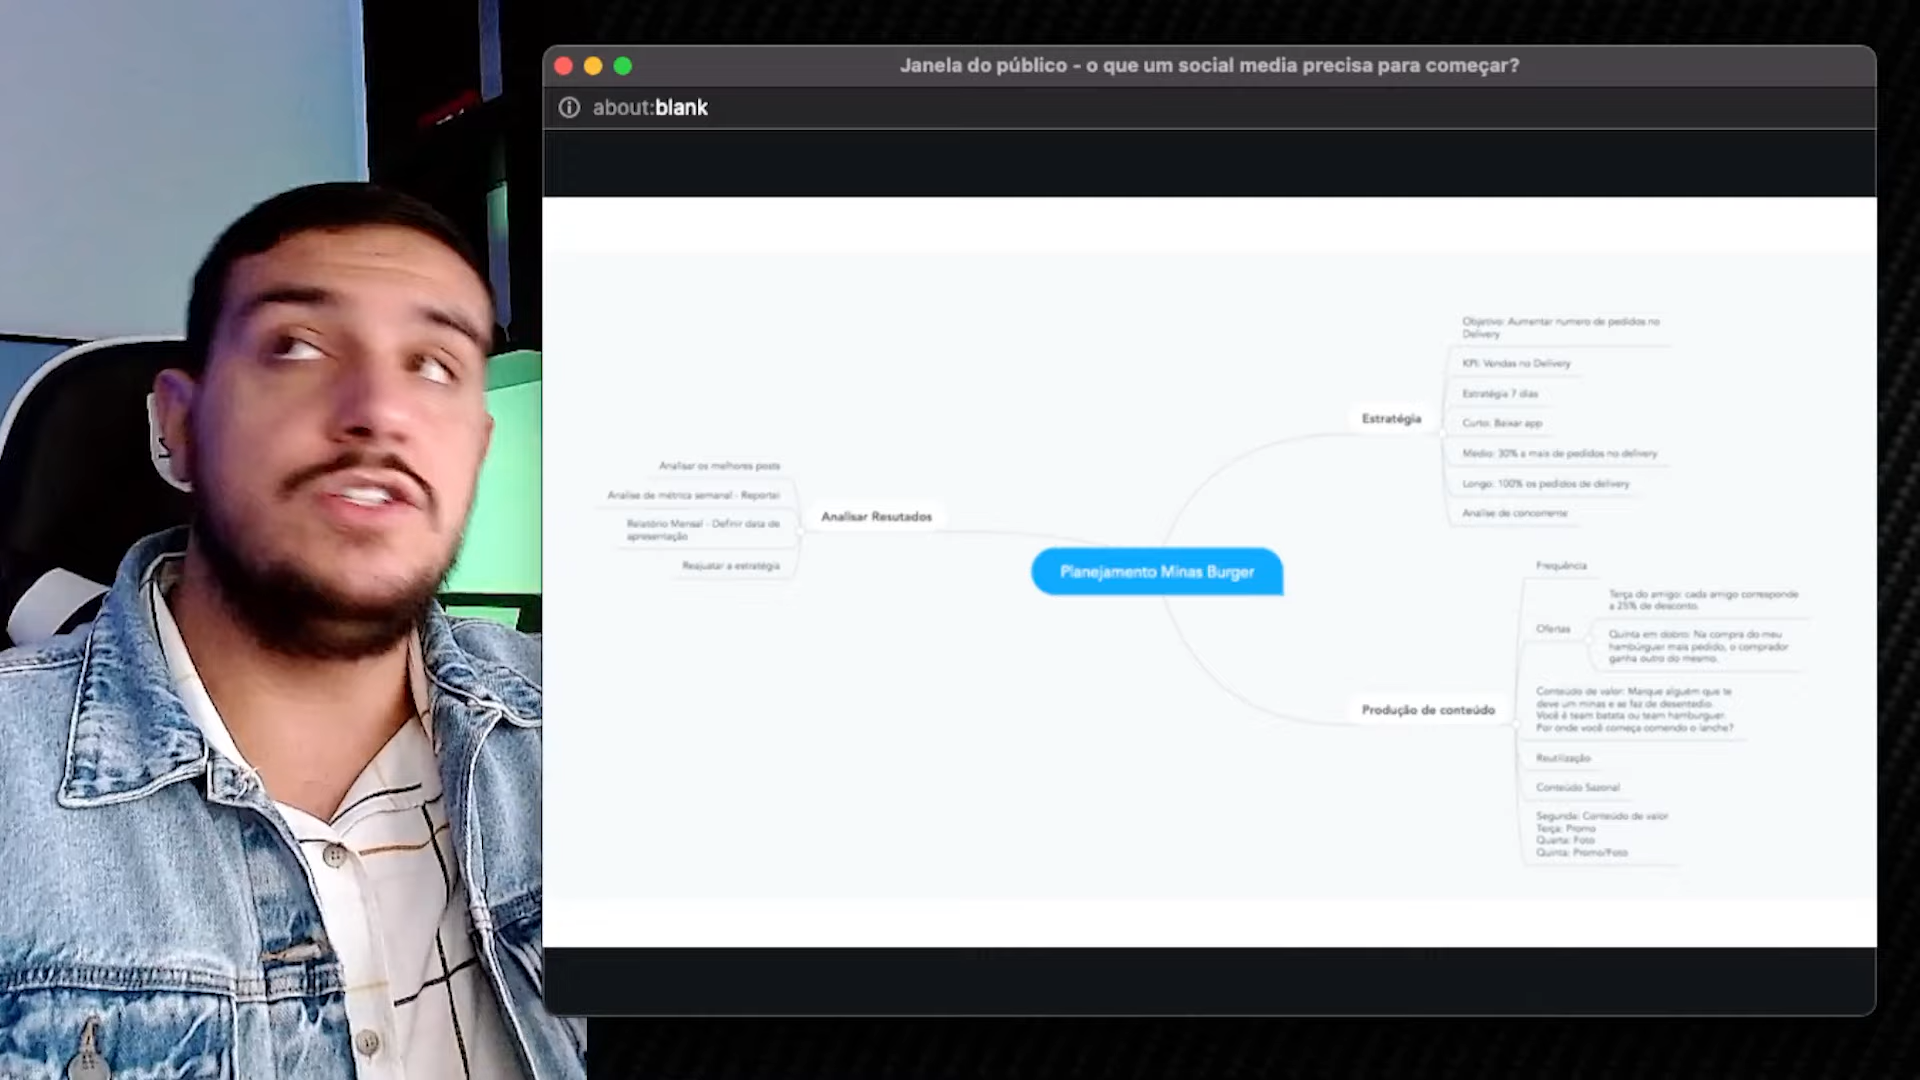 Janela do público - o que um social media precisa para começar?
about:blank
Objetivo: Aumentar numero de pedidos no
Delivery
KPI: Vendas no Delivery
Estratégia 7 dias
Estratégia
Curto: Baixar app
Medio: 30% a mais de pedidos no delivery
Longo: 100% os pedidos de delivery
Analise de concorrente
Analisar os melhores posts
Analise de métrica semanal - Reportei
Analisar Resutados
Relatório Mensal - Definir data de
apresentação
Reajustar a estratégia
Planejamento Minas Burger
Frequência
Terça do amigo: cada amigo corresponde
a 25% de desconto.
Ofertas
Quinta em dobro: Na compra do meu
hambúrguer mais pedido, o comprador
ganha outro do mesmo.
Produção de conteúdo
Conteúdo de valor: Marque alguém que te
deve um minas e se faz de desentedio.
Você é team batata ou team hamburguer.
Por onde você começa comendo o lanche?
Reutilização
Conteúdo Sazonal
Segunda: Conteúdo de valor
Terça: Promo
Quarta: Foto
Quinta: Promo/Foto